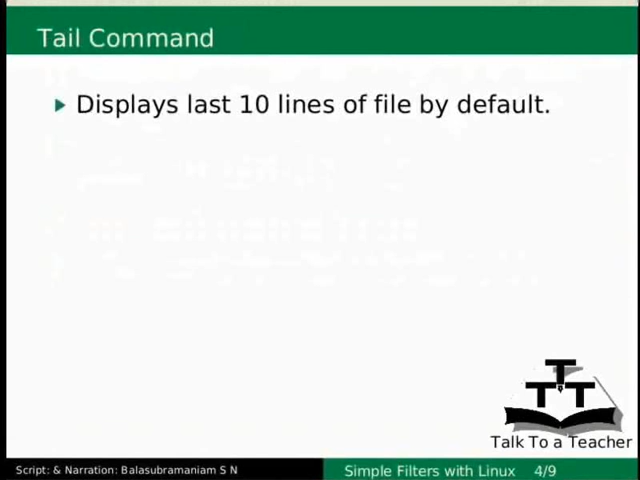 Tail Command
Displays last 10 lines of file by default.
T
T T
Talk To a Teacher
Script: & Narration: Balasubramaniam S N
Simple Filters with Linux 4/9